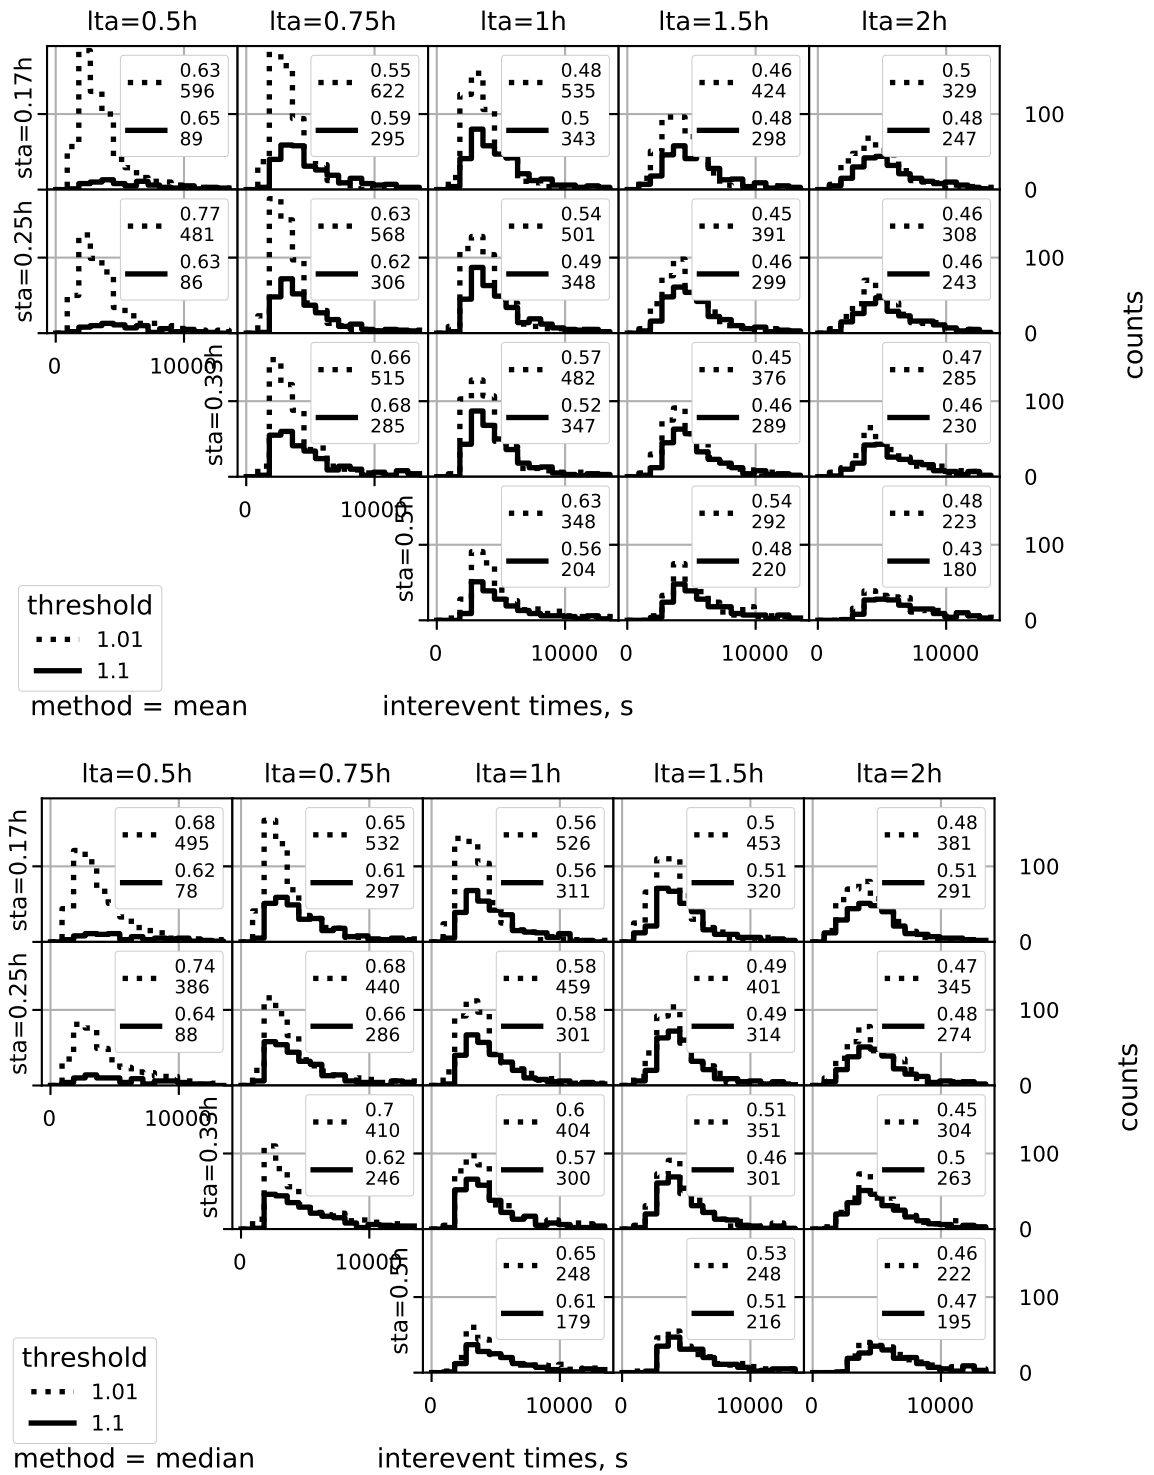 lta=0.5h lta=0.75h lta=1h lta=1.5h lta=2h
sta=0.17h
0.63 0.55 0.48 0.46 0.5
596 622 535 424 329
0.65 0.59 0.5 0.48 0.48
89 295 343 298 247
100
0
sta=0.25h
0.77 0.63 0.54 0.45 0.46
481 568 501 391 308
0.63 0.62 0.49 0.46 0.46
86 306 348 299 243
100
0
0 10000
counts
sta=0.33h
0.66 0.57 0.45 0.47
515 482 376 285
0.68 0.52 0.46 0.46
285 347 289 230
100
0
0 10000
sta=0.5h
0.63 0.54 0.48
348 292 223
0.56 0.48 0.43
204 220 180
100
0
0 10000 0 10000 0 10000
threshold
1.01
1.1
method = mean interevent times, s
lta=0.5h lta=0.75h lta=1h lta=1.5h lta=2h
sta=0.17h
0.68 0.65 0.56 0.5 0.48
495 532 526 453 381
0.62 0.61 0.56 0.51 0.51
78 297 311 320 291
100
0
sta=0.25h
0.74 0.68 0.58 0.49 0.47
386 440 459 401 345
0.64 0.66 0.58 0.49 0.48
88 286 301 314 274
100
0
0 10000
counts
sta=0.33h
0.7 0.6 0.51 0.45
410 404 351 304
0.62 0.57 0.46 0.5
246 300 301 263
100
0
0 10000
sta=0.5h
0.65 0.53 0.46
248 248 222
0.61 0.51 0.47
179 216 195
100
0
0 10000 0 10000 0 10000
threshold
1.01
1.1
method = median interevent times, s